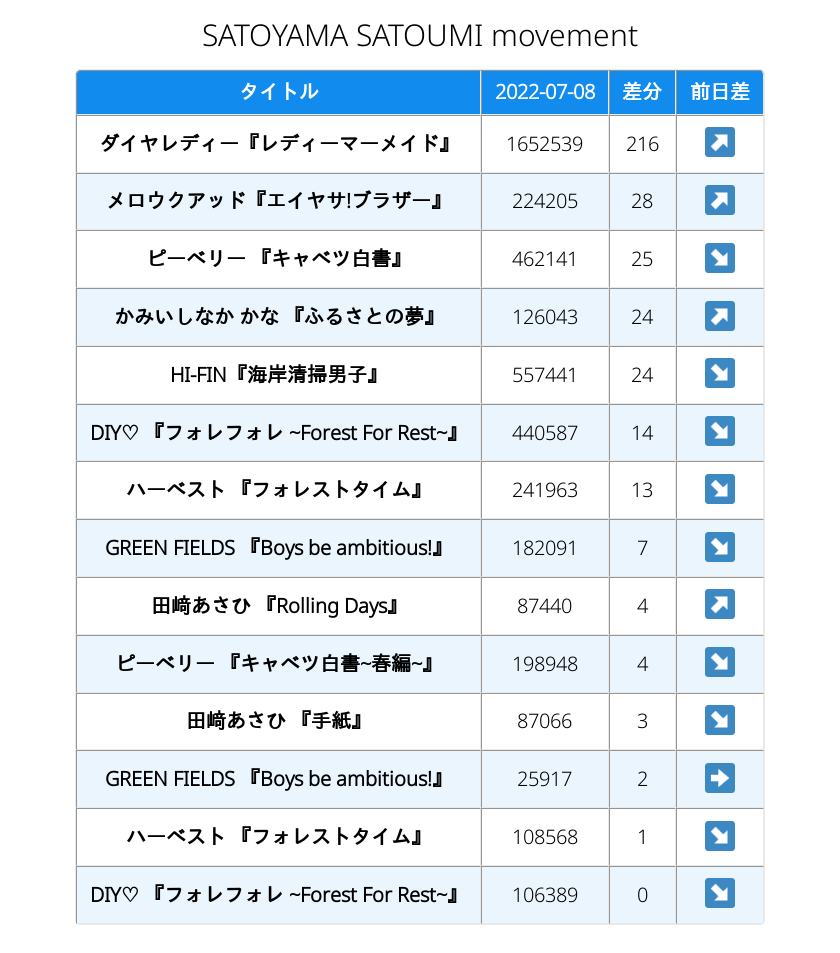 SATOYAMA SATOUMI movement
タイトル 2022-07-08 差分 前日差
ダイヤレディー『レディーマーメイド』 1652539 216 ↗
メロウクアッド『エイヤサ!ブラザー』 224205 28 ↗
ピーベリー 『キャベツ白書』 462141 25 ↘
かみいしなか かな 『ふるさとの夢』 126043 24 ↗
HI-FIN『海岸清掃男子』 557441 24 ↘
DIY♡ 『フォレフォレ ~Forest For Rest~』 440587 14 ↘
ハーベスト 『フォレストタイム』 241963 13 ↘
GREEN FIELDS 『Boys be ambitious!』 182091 7 ↘
田﨑あさひ 『Rolling Days』 87440 4 ↗
ピーベリー 『キャベツ白書~春編~』 198948 4 ↘
田﨑あさひ 『手紙』 87066 3 ↘
GREEN FIELDS 『Boys be ambitious!』 25917 2 ➡
ハーベスト 『フォレストタイム』 108568 1 ↘
DIY♡ 『フォレフォレ ~Forest For Rest~』 106389 0 ↘